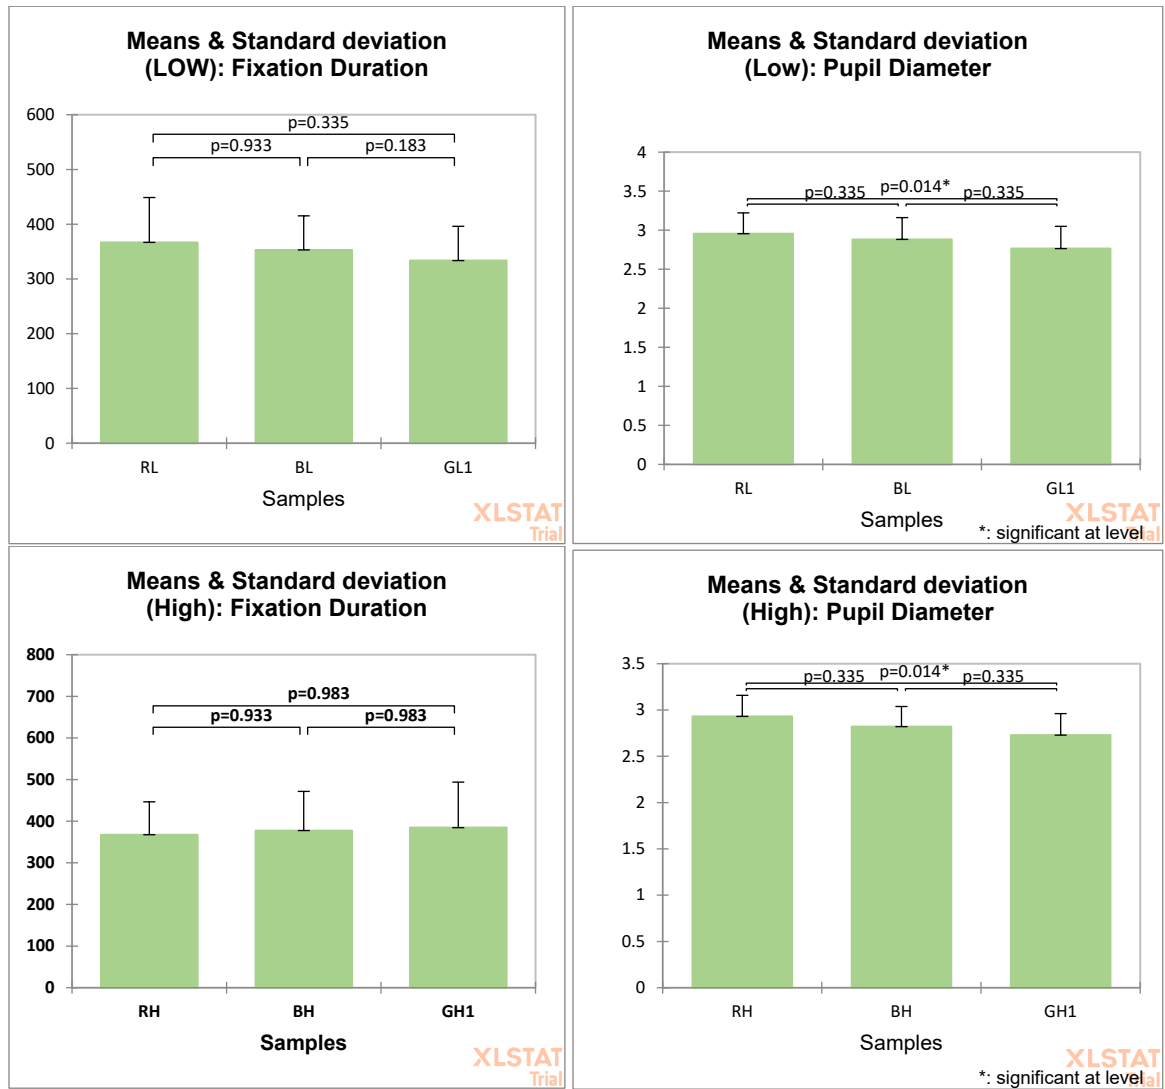 Means & Standard deviation
(LOW): Fixation Duration
600
500
400
300
200
100
0
p=0.335
p=0.933
p=0.183
RL
BL
GL1
Samples
XLSTAT
Trial
Means & Standard deviation
(Low): Pupil Diameter
4
3.5
3
2.5
2
1.5
1
0.5
0
p=0.335
p=0.014*
p=0.335
RL
BL
GL1
Samples
XLSTAT
Trial
*: significant at level
Means & Standard deviation
(High): Fixation Duration
800
700
600
500
400
300
200
100
0
p=0.983
p=0.933
p=0.983
RH
BH
GH1
Samples
XLSTAT
Trial
Means & Standard deviation
(High): Pupil Diameter
3.5
3
2.5
2
1.5
1
0.5
0
p=0.335
p=0.014*
p=0.335
RH
BH
GH1
Samples
XLSTAT
Trial
*: significant at level